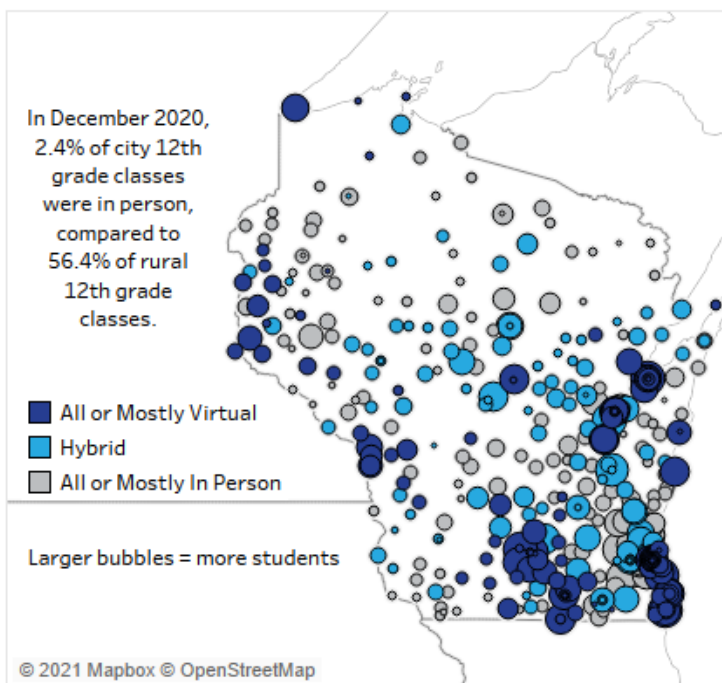 In December 2020,
2.4% of city 12th
grade classes
were in person,
compared to
56.4% of rural
12th grade
classes.
All or Mostly Virtual
Hybrid
All or Mostly In Person
Larger bubbles = more students
© 2021 Mapbox © OpenStreetMap